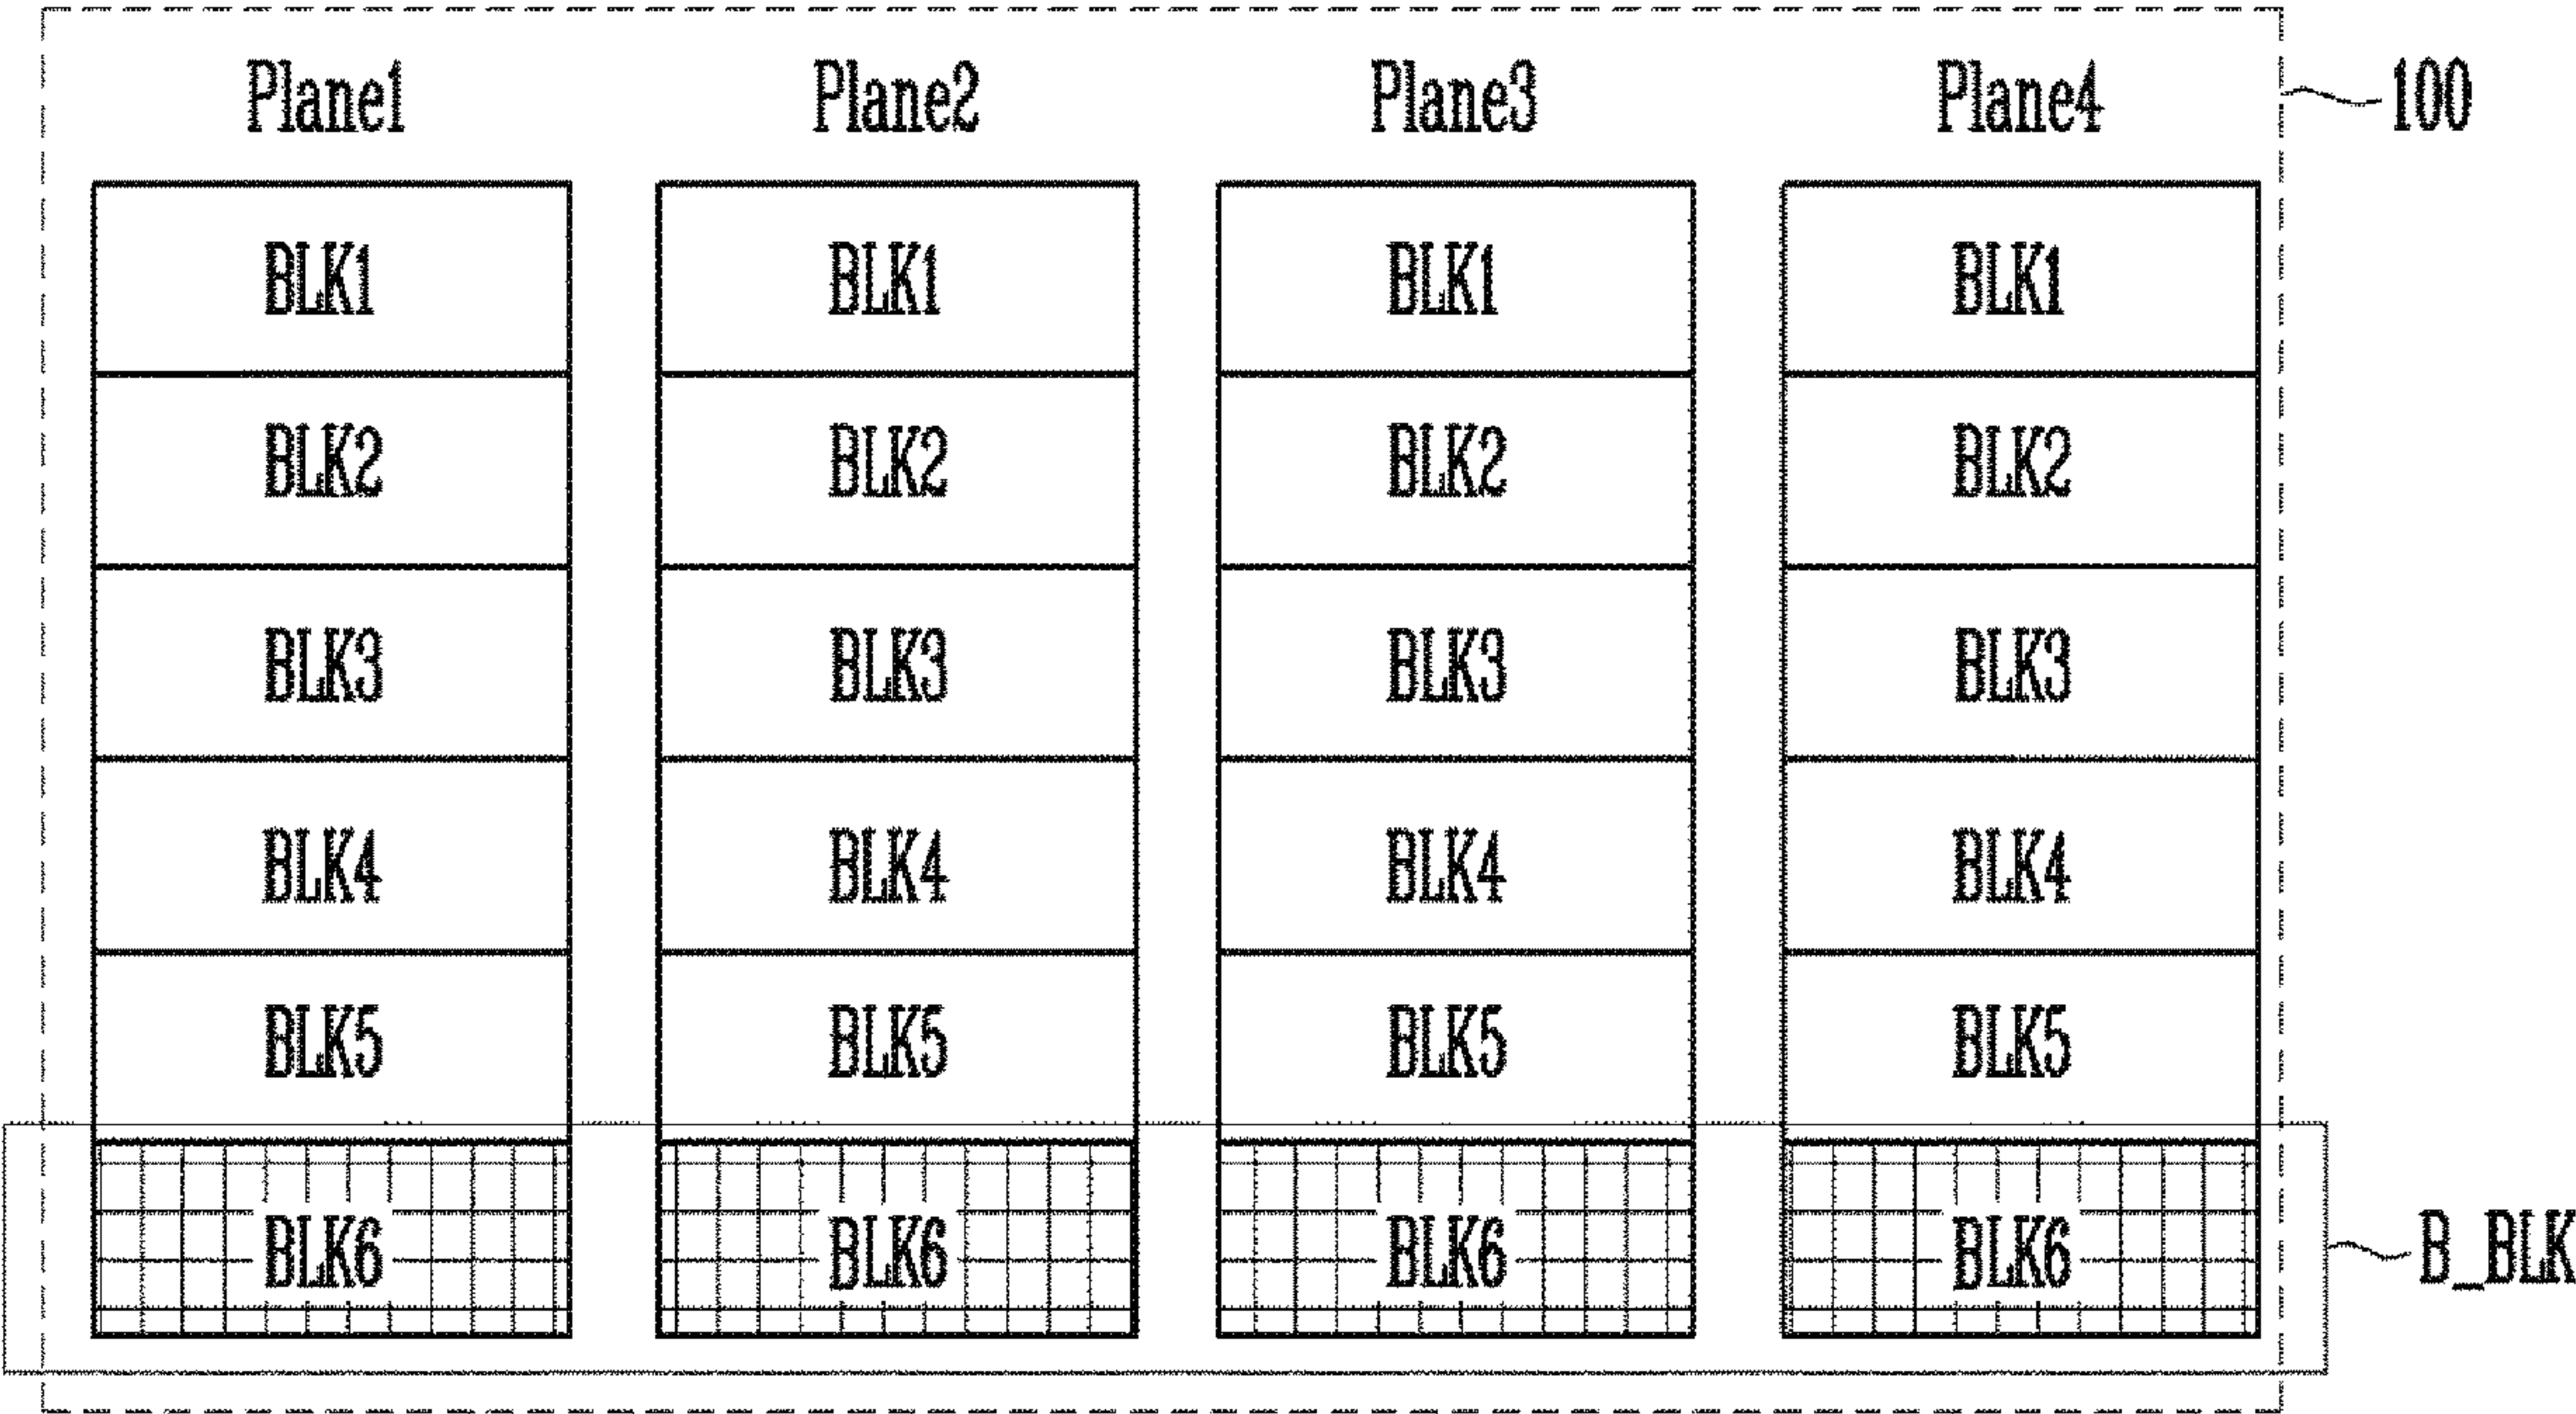 Plane1 Plane2 Plane3 Plane4 100
BLK1 BLK1 BLK1 BLK1
BLK2 BLK2 BLK2 BLK2
BLK3 BLK3 BLK3 BLK3
BLK4 BLK4 BLK4 BLK4
BLK5 BLK5 BLK5 BLK5
BLK6 BLK6 BLK6 BLK6 B_BLK